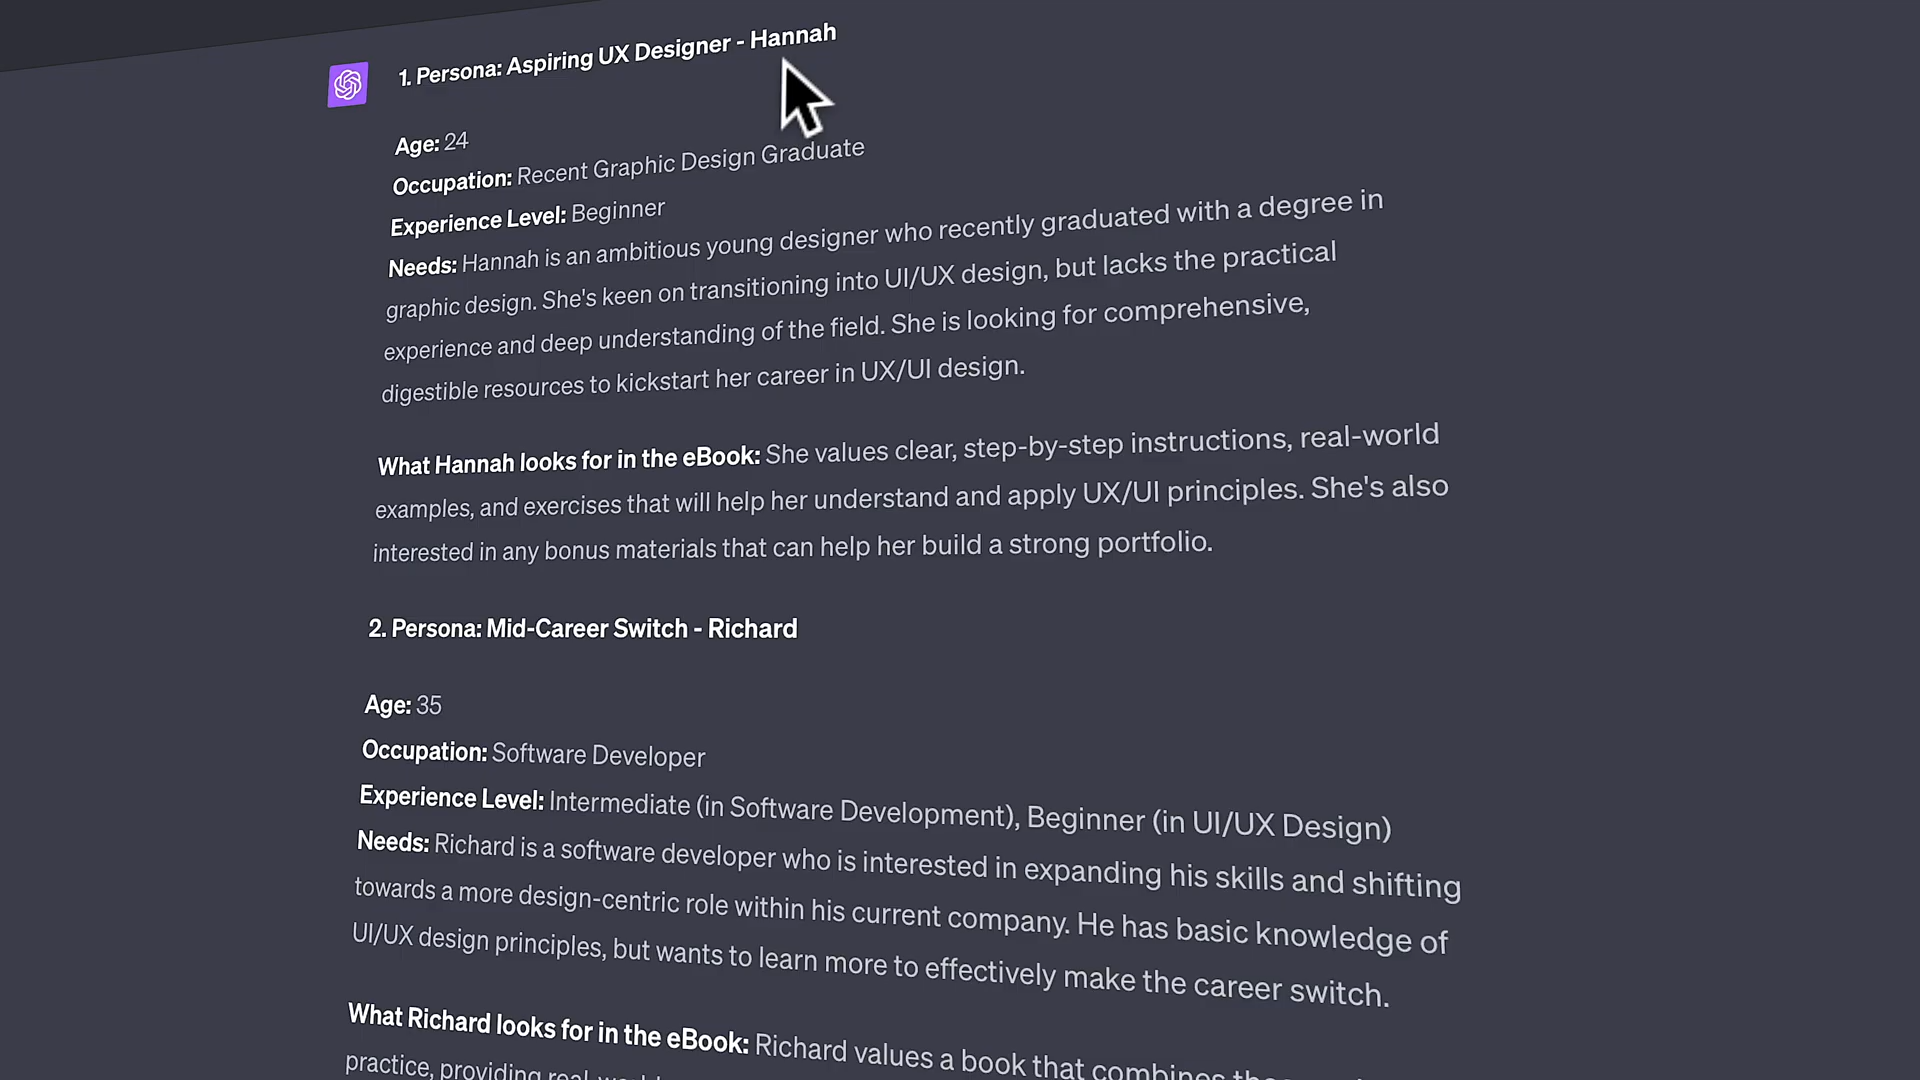 1. Persona: Aspiring UX Designer - Hannah
Age: 24
Occupation: Recent Graphic Design Graduate
Experience Level: Beginner
Needs: Hannah is an ambitious young designer who recently graduated with a degree in
graphic design. She's keen on transitioning into UI/UX design, but lacks the practical
experience and deep understanding of the field. She is looking for comprehensive,
digestible resources to kickstart her career in UX/UI design.
What Hannah looks for in the eBook: She values clear, step-by-step instructions, real-world
examples, and exercises that will help her understand and apply UX/UI principles. She's also
interested in any bonus materials that can help her build a strong portfolio.
2. Persona: Mid-Career Switch - Richard
Age: 35
Occupation: Software Developer
Experience Level: Intermediate (in Software Development), Beginner (in UI/UX Design)
Needs: Richard is a software developer who is interested in expanding his skills and shifting
towards a more design-centric role within his current company. He has basic knowledge of
UI/UX design principles, but wants to learn more to effectively make the career switch.
What Richard looks for in the eBook: Richard values a book that combines
practice, providing